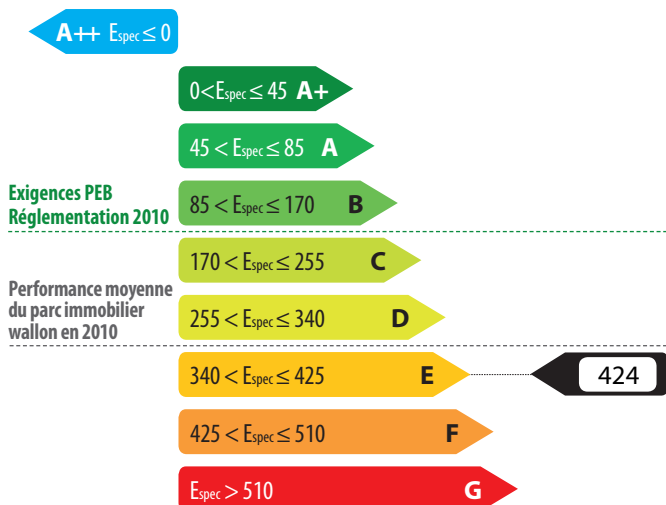 A++ Espec ≤ 0
0<Espec ≤ 45 A+
45 < Espec ≤ 85 A
Exigences PEB
Réglementation 2010
85 < Espec ≤ 170 B
170 < Espec ≤ 255 C
Performance moyenne
du parc immobilier
wallon en 2010
255 < Espec ≤ 340 D
340 < Espec ≤ 425 E
424
425 < Espec ≤ 510 F
Espec > 510 G